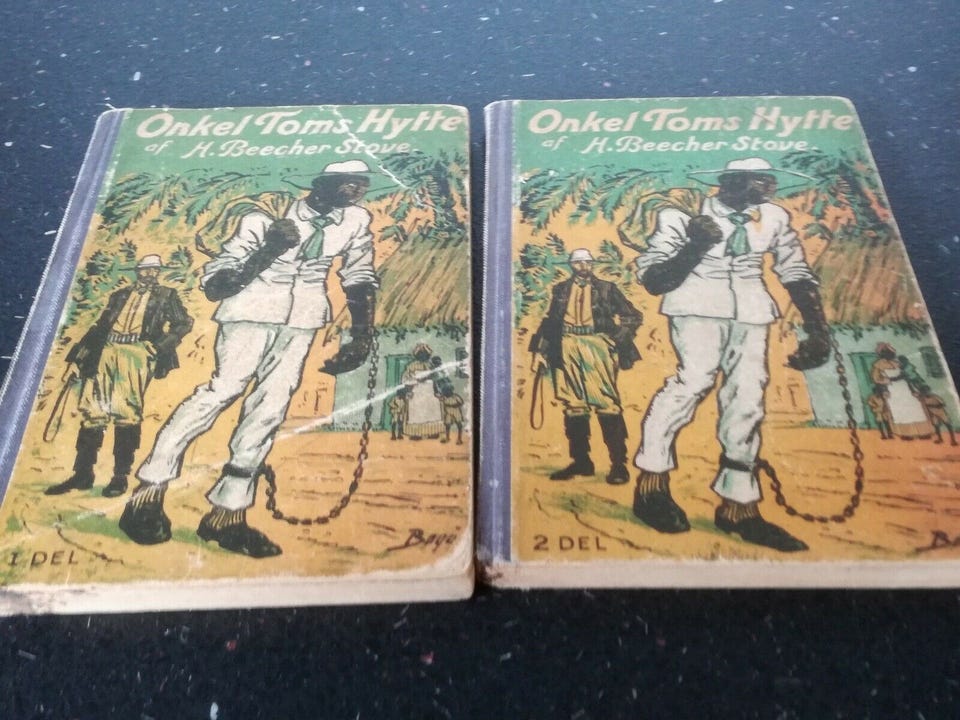 Onkel Toms Hytte
af H. Beecher Stove.
1 DEL
Onkel Toms Hytte
af H. Beecher Stove.
2 DEL